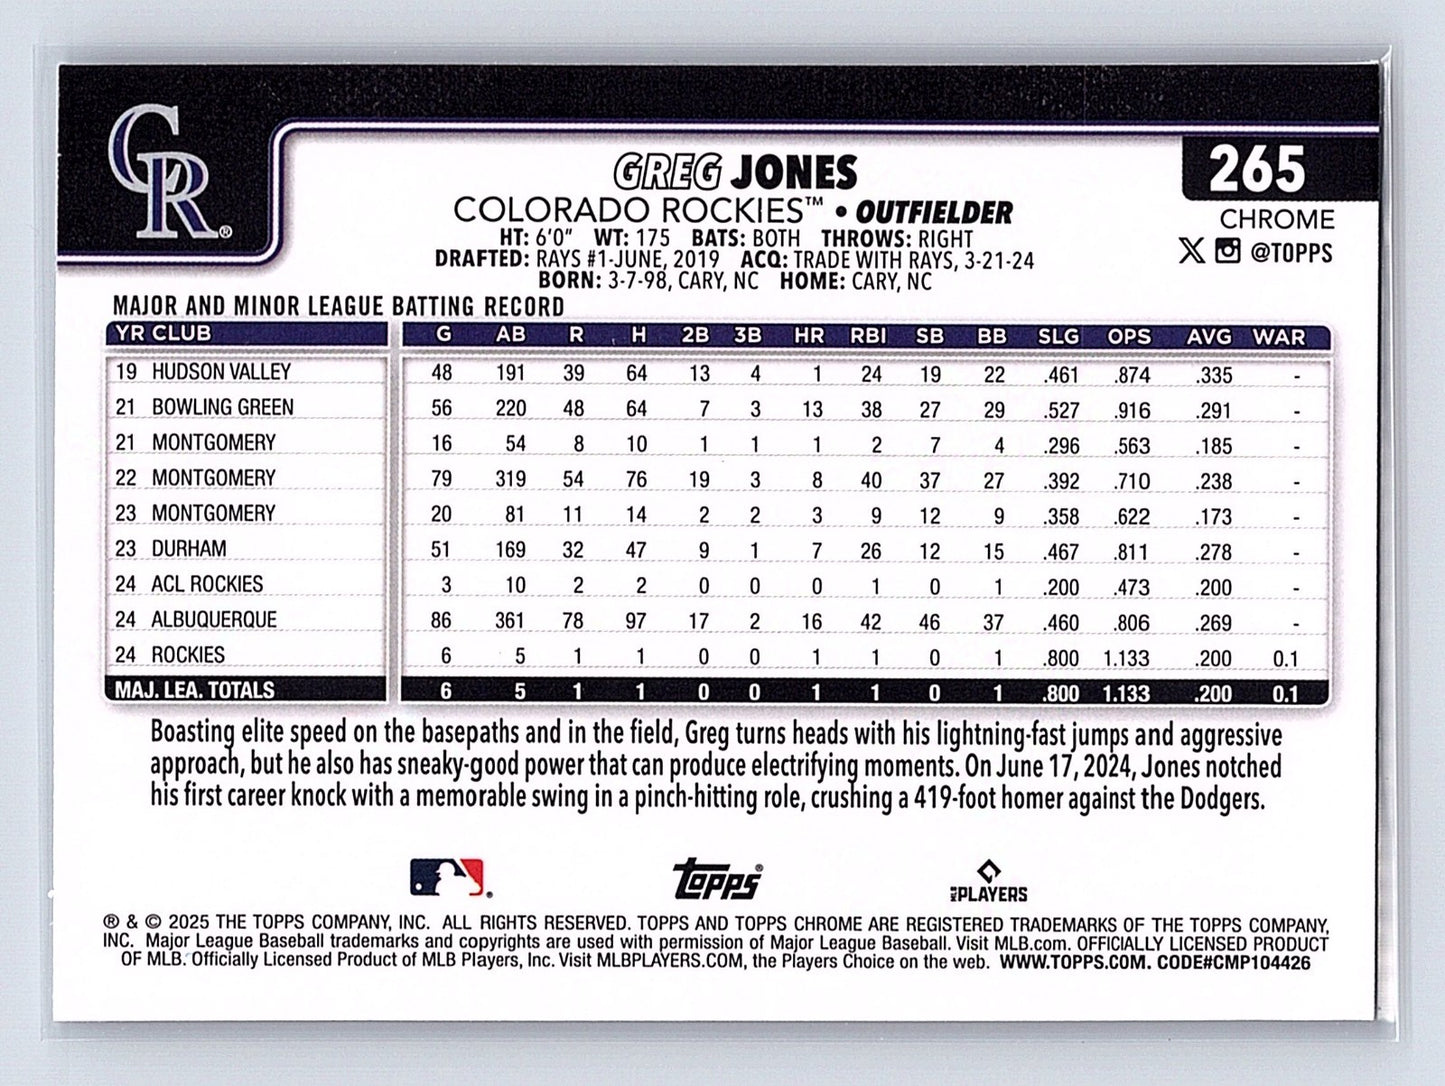 CR®
265
GREG JONES
CHROME
COLORADO ROCKIES™ • OUTFIELDER
HT: 6'0" WT: 175 BATS: BOTH THROWS: RIGHT
@TOPPS
DRAFTED: RAYS #1-JUNE, 2019 ACQ: TRADE WITH RAYS, 3-21-24
BORN: 3-7-98, CARY, NC HOME: CARY, NC
MAJOR AND MINOR LEAGUE BATTING RECORD
YR CLUB G AB R H 2B 3B HR RBI SB BB SLG OPS AVG WAR
19 HUDSON VALLEY 48 191 39 64 13 4 1 24 19 22 .461 .874 .335 -
21 BOWLING GREEN 56 220 48 64 7 3 13 38 27 29 .527 .916 .291 -
21 MONTGOMERY 16 54 8 10 1 1 1 2 7 4 .296 .563 .185 -
22 MONTGOMERY 79 319 54 76 19 3 8 40 37 27 .392 .710 .238 -
23 MONTGOMERY 20 81 11 14 2 2 3 9 12 9 .358 .622 .173 -
23 DURHAM 51 169 32 47 9 1 7 26 12 15 .467 .811 .278 -
24 ACL ROCKIES 3 10 2 2 0 0 0 1 0 1 .200 .473 .200 -
24 ALBUQUERQUE 86 361 78 97 17 2 16 42 46 37 .460 .806 .269 -
24 ROCKIES 6 5 1 1 0 0 1 1 0 1 .800 1.133 .200 0.1
MAJ. LEA. TOTALS 6 5 1 1 0 0 1 1 0 1 .800 1.133 .200 0.1
Boasting elite speed on the basepaths and in the field, Greg turns heads with his lightning-fast jumps and aggressive
approach, but he also has sneaky-good power that can produce electrifying moments. On June 17, 2024, Jones notched
his first career knock with a memorable swing in a pinch-hitting role, crushing a 419-foot homer against the Dodgers.
Topps®
MLB PLAYERS
® & © 2025 THE TOPPS COMPANY, INC. ALL RIGHTS RESERVED. TOPPS AND TOPPS CHROME ARE REGISTERED TRADEMARKS OF THE TOPPS COMPANY,
INC. Major League Baseball trademarks and copyrights are used with permission of Major League Baseball. Visit MLB.com. OFFICIALLY LICENSED PRODUCT
OF MLB. Officially Licensed Product of MLB Players, Inc. Visit MLBPLAYERS.COM, the Players Choice on the web. WWW.TOPPS.COM. CODE#CMP104426